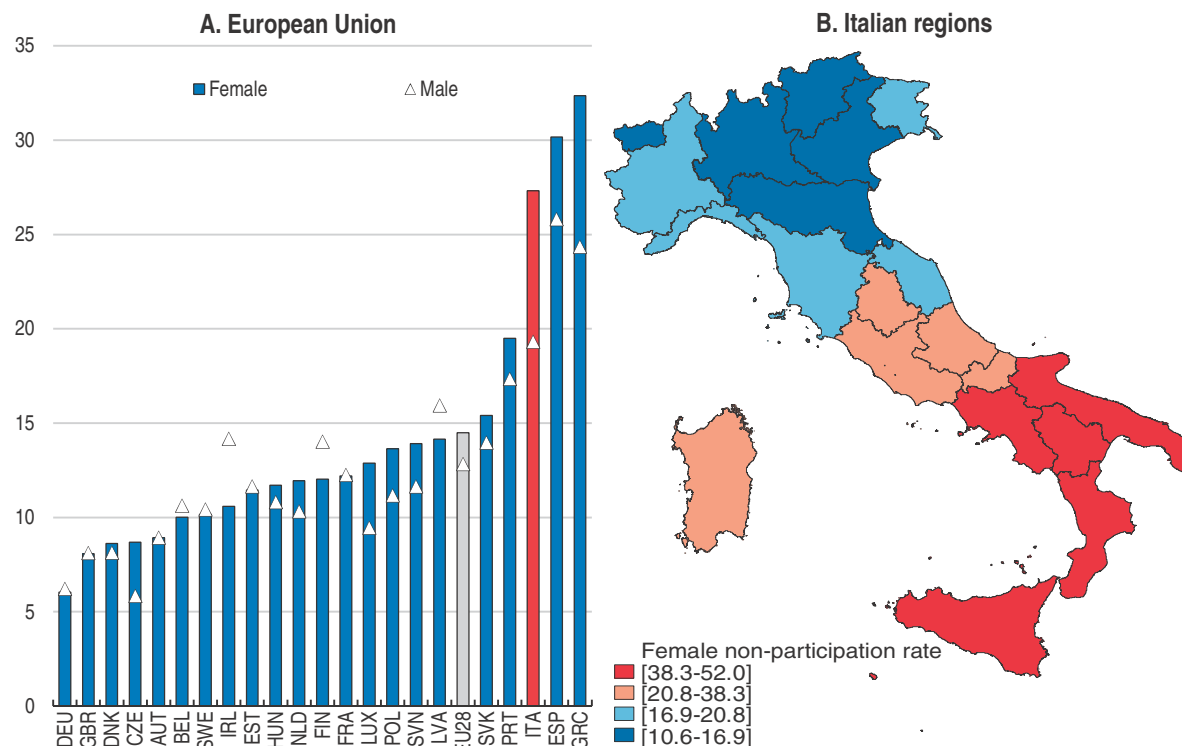 A. European Union
35
30
25
20
15
10
5
0
Female
Male
DEU
GBR
DNK
CZE
AUT
BEL
SWE
IRL
EST
HUN
NLD
FIN
FRA
LUX
POL
SVN
LVA
EU28
SVK
PRT
ITA
ESP
GRC
B. Italian regions
Female non-participation rate
[38.3-52.0]
[20.8-38.3]
[16.9-20.8]
[10.6-16.9]